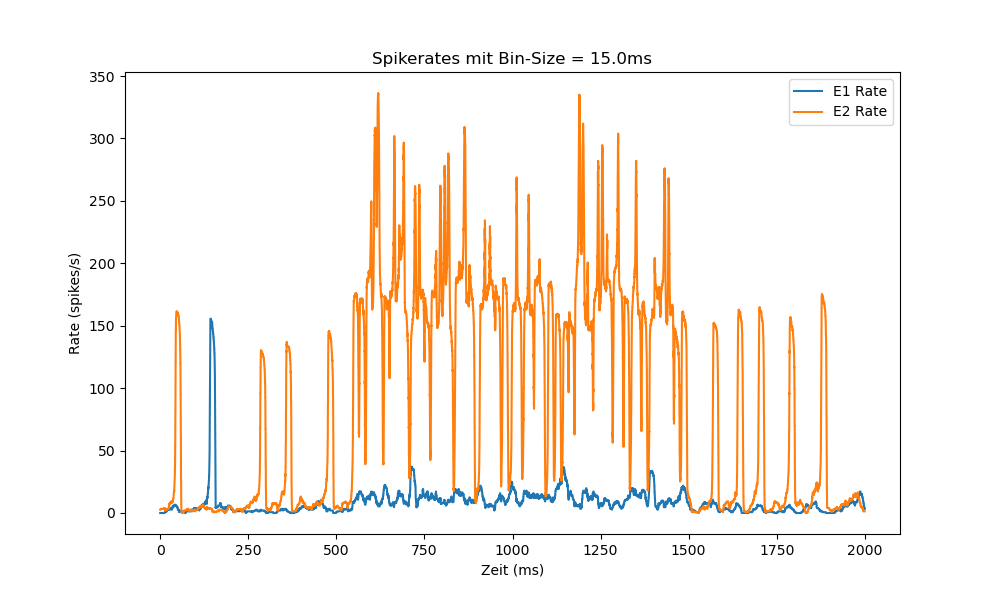 Spikerates mit Bin-Size = 15.0ms
E1 Rate
E2 Rate
350
300
250
200
150
100
50
0
Rate (spikes/s)
0 250 500 750 1000 1250 1500 1750 2000
Zeit (ms)